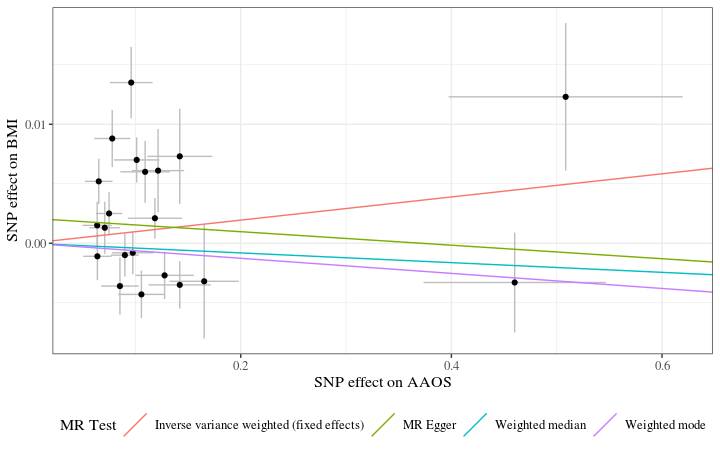 SNP effect on BMI
0.01
0.00
0.2
0.4
0.6
SNP effect on AAOS
MR Test
Inverse variance weighted (fixed effects)
MR Egger
Weighted median
Weighted mode